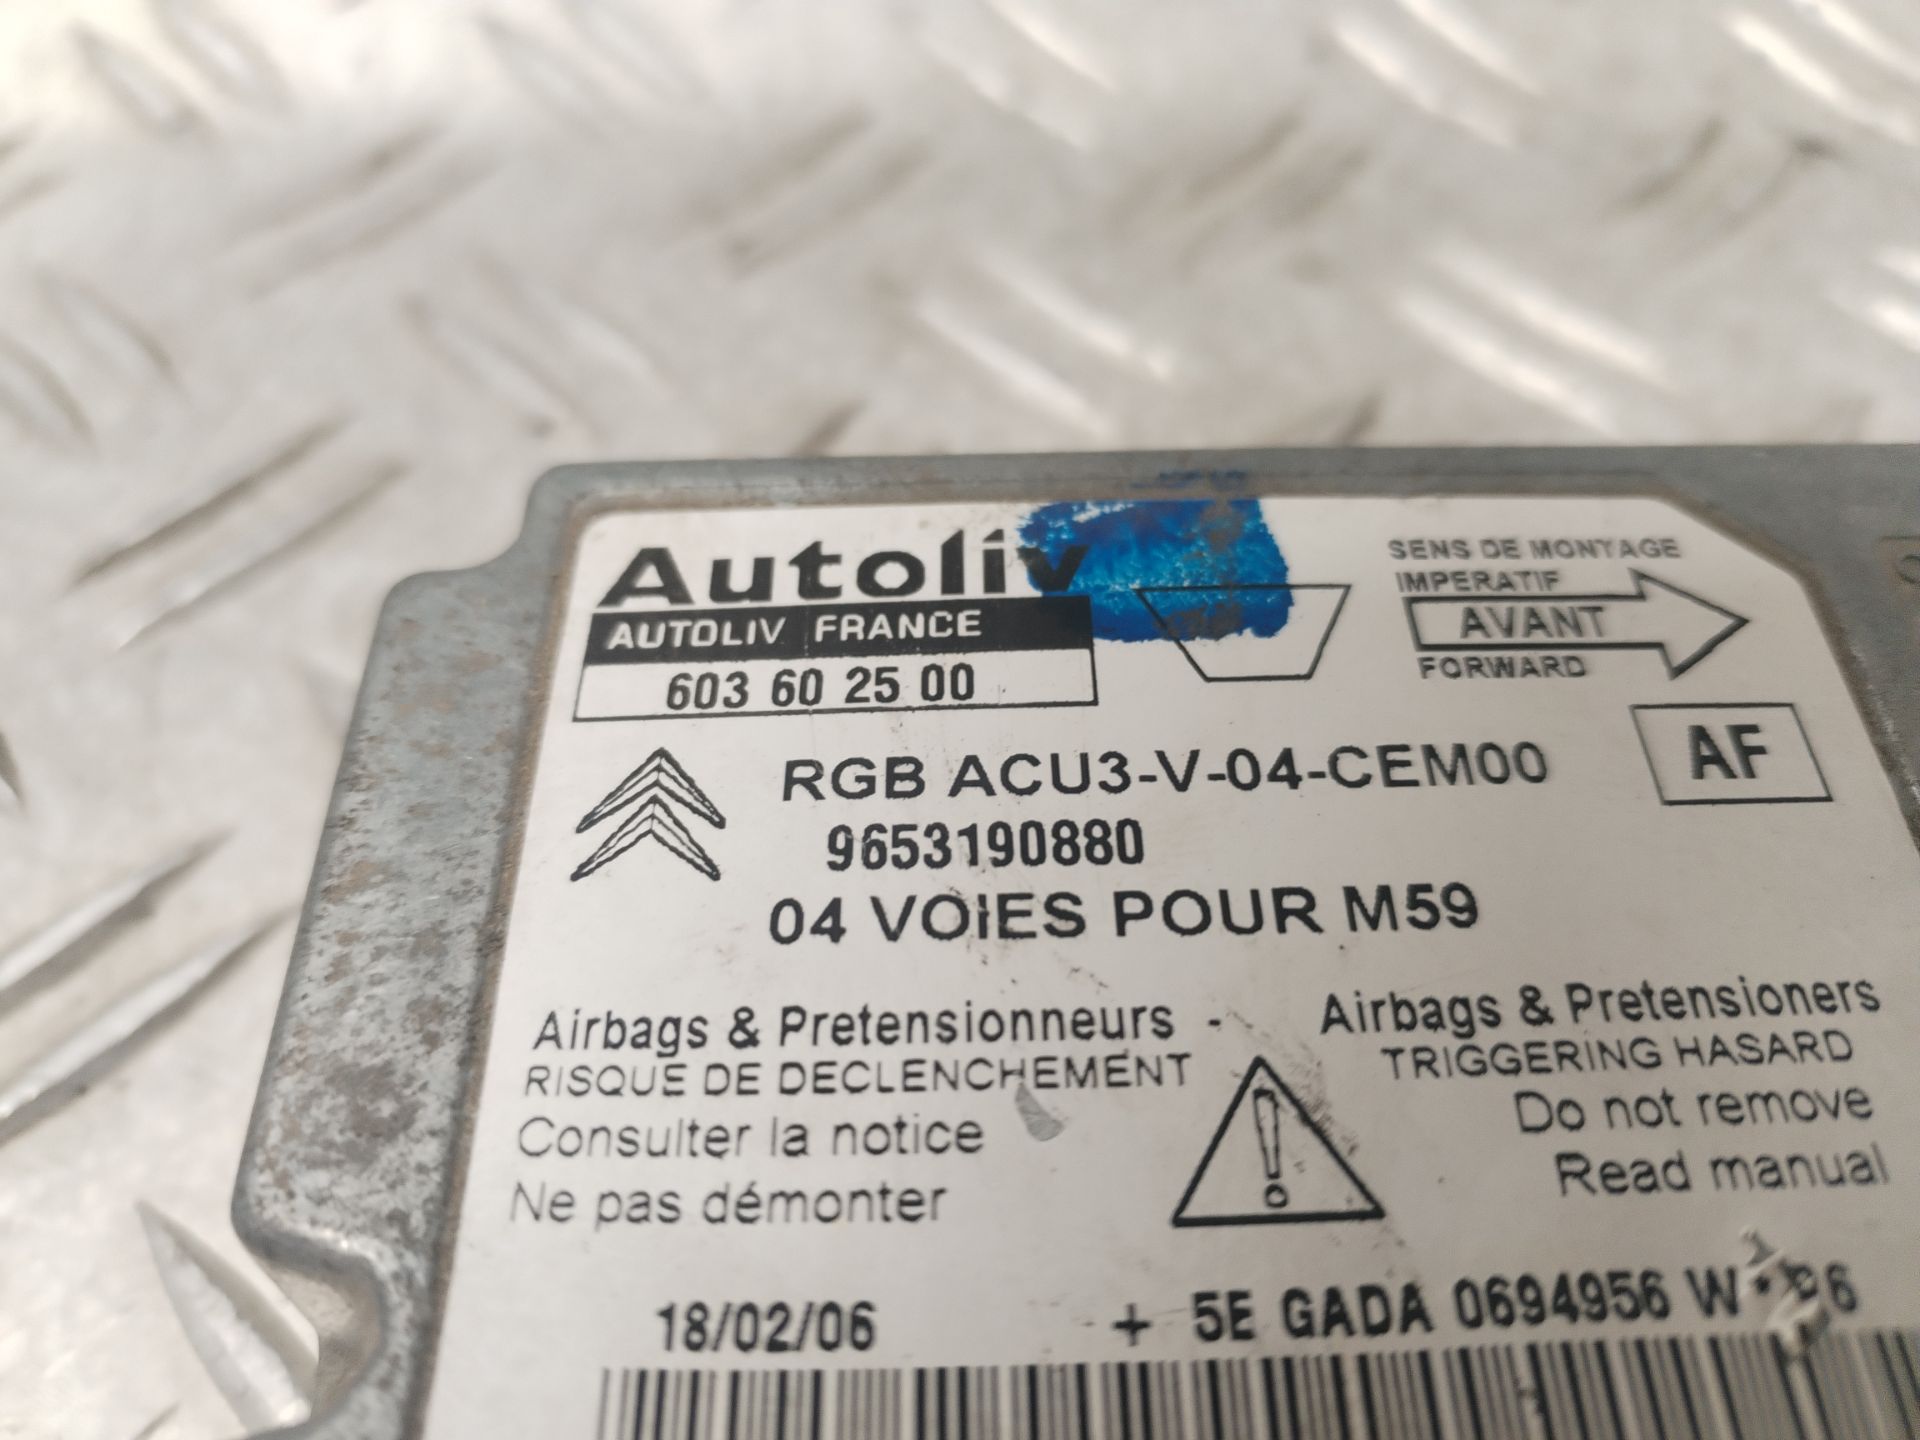 Autoliv
AUTOLIV FRANCE
603 60 25 00
SENS DE MONTAGE
IMPERATIF
AVANT
FORWARD
AF
RGB ACU3-V-04-CEM00
9653190880
04 VOIES POUR M59
Airbags & Pretensionneurs -
RISQUE DE DECLENCHEMENT
Consulter la notice
Ne pas démonter
Airbags & Pretensioners
TRIGGERING HASARD
Do not remove
Read manual
18/02/06
+ 5E GADA 0694956